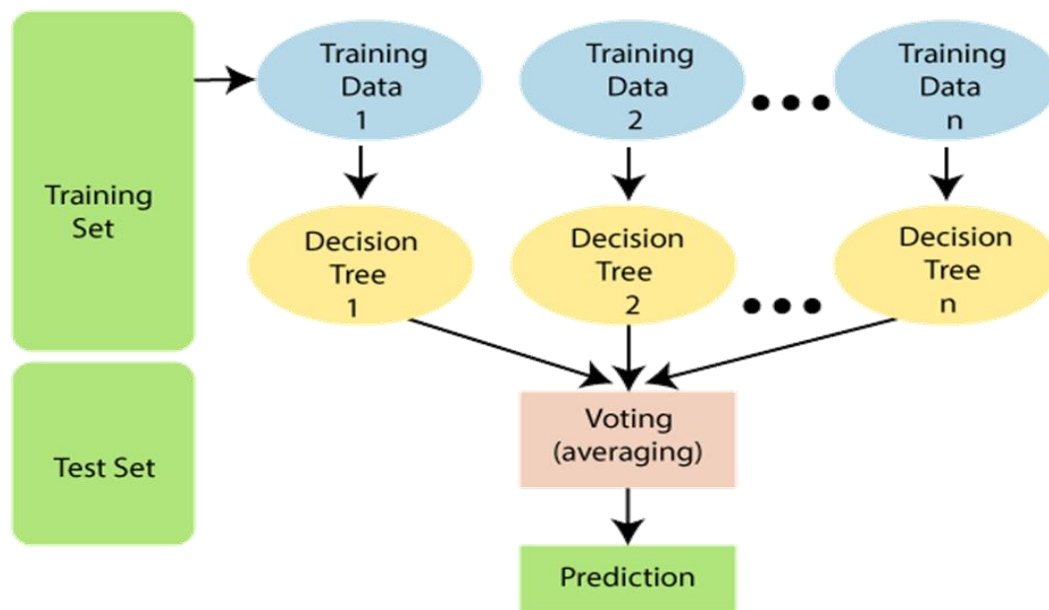 Training
Set
Training
Data
1
Training
Data
2
Training
Data
n
Decision
Tree
1
Decision
Tree
2
Decision
Tree
n
Test Set
Voting
(averaging)
Prediction